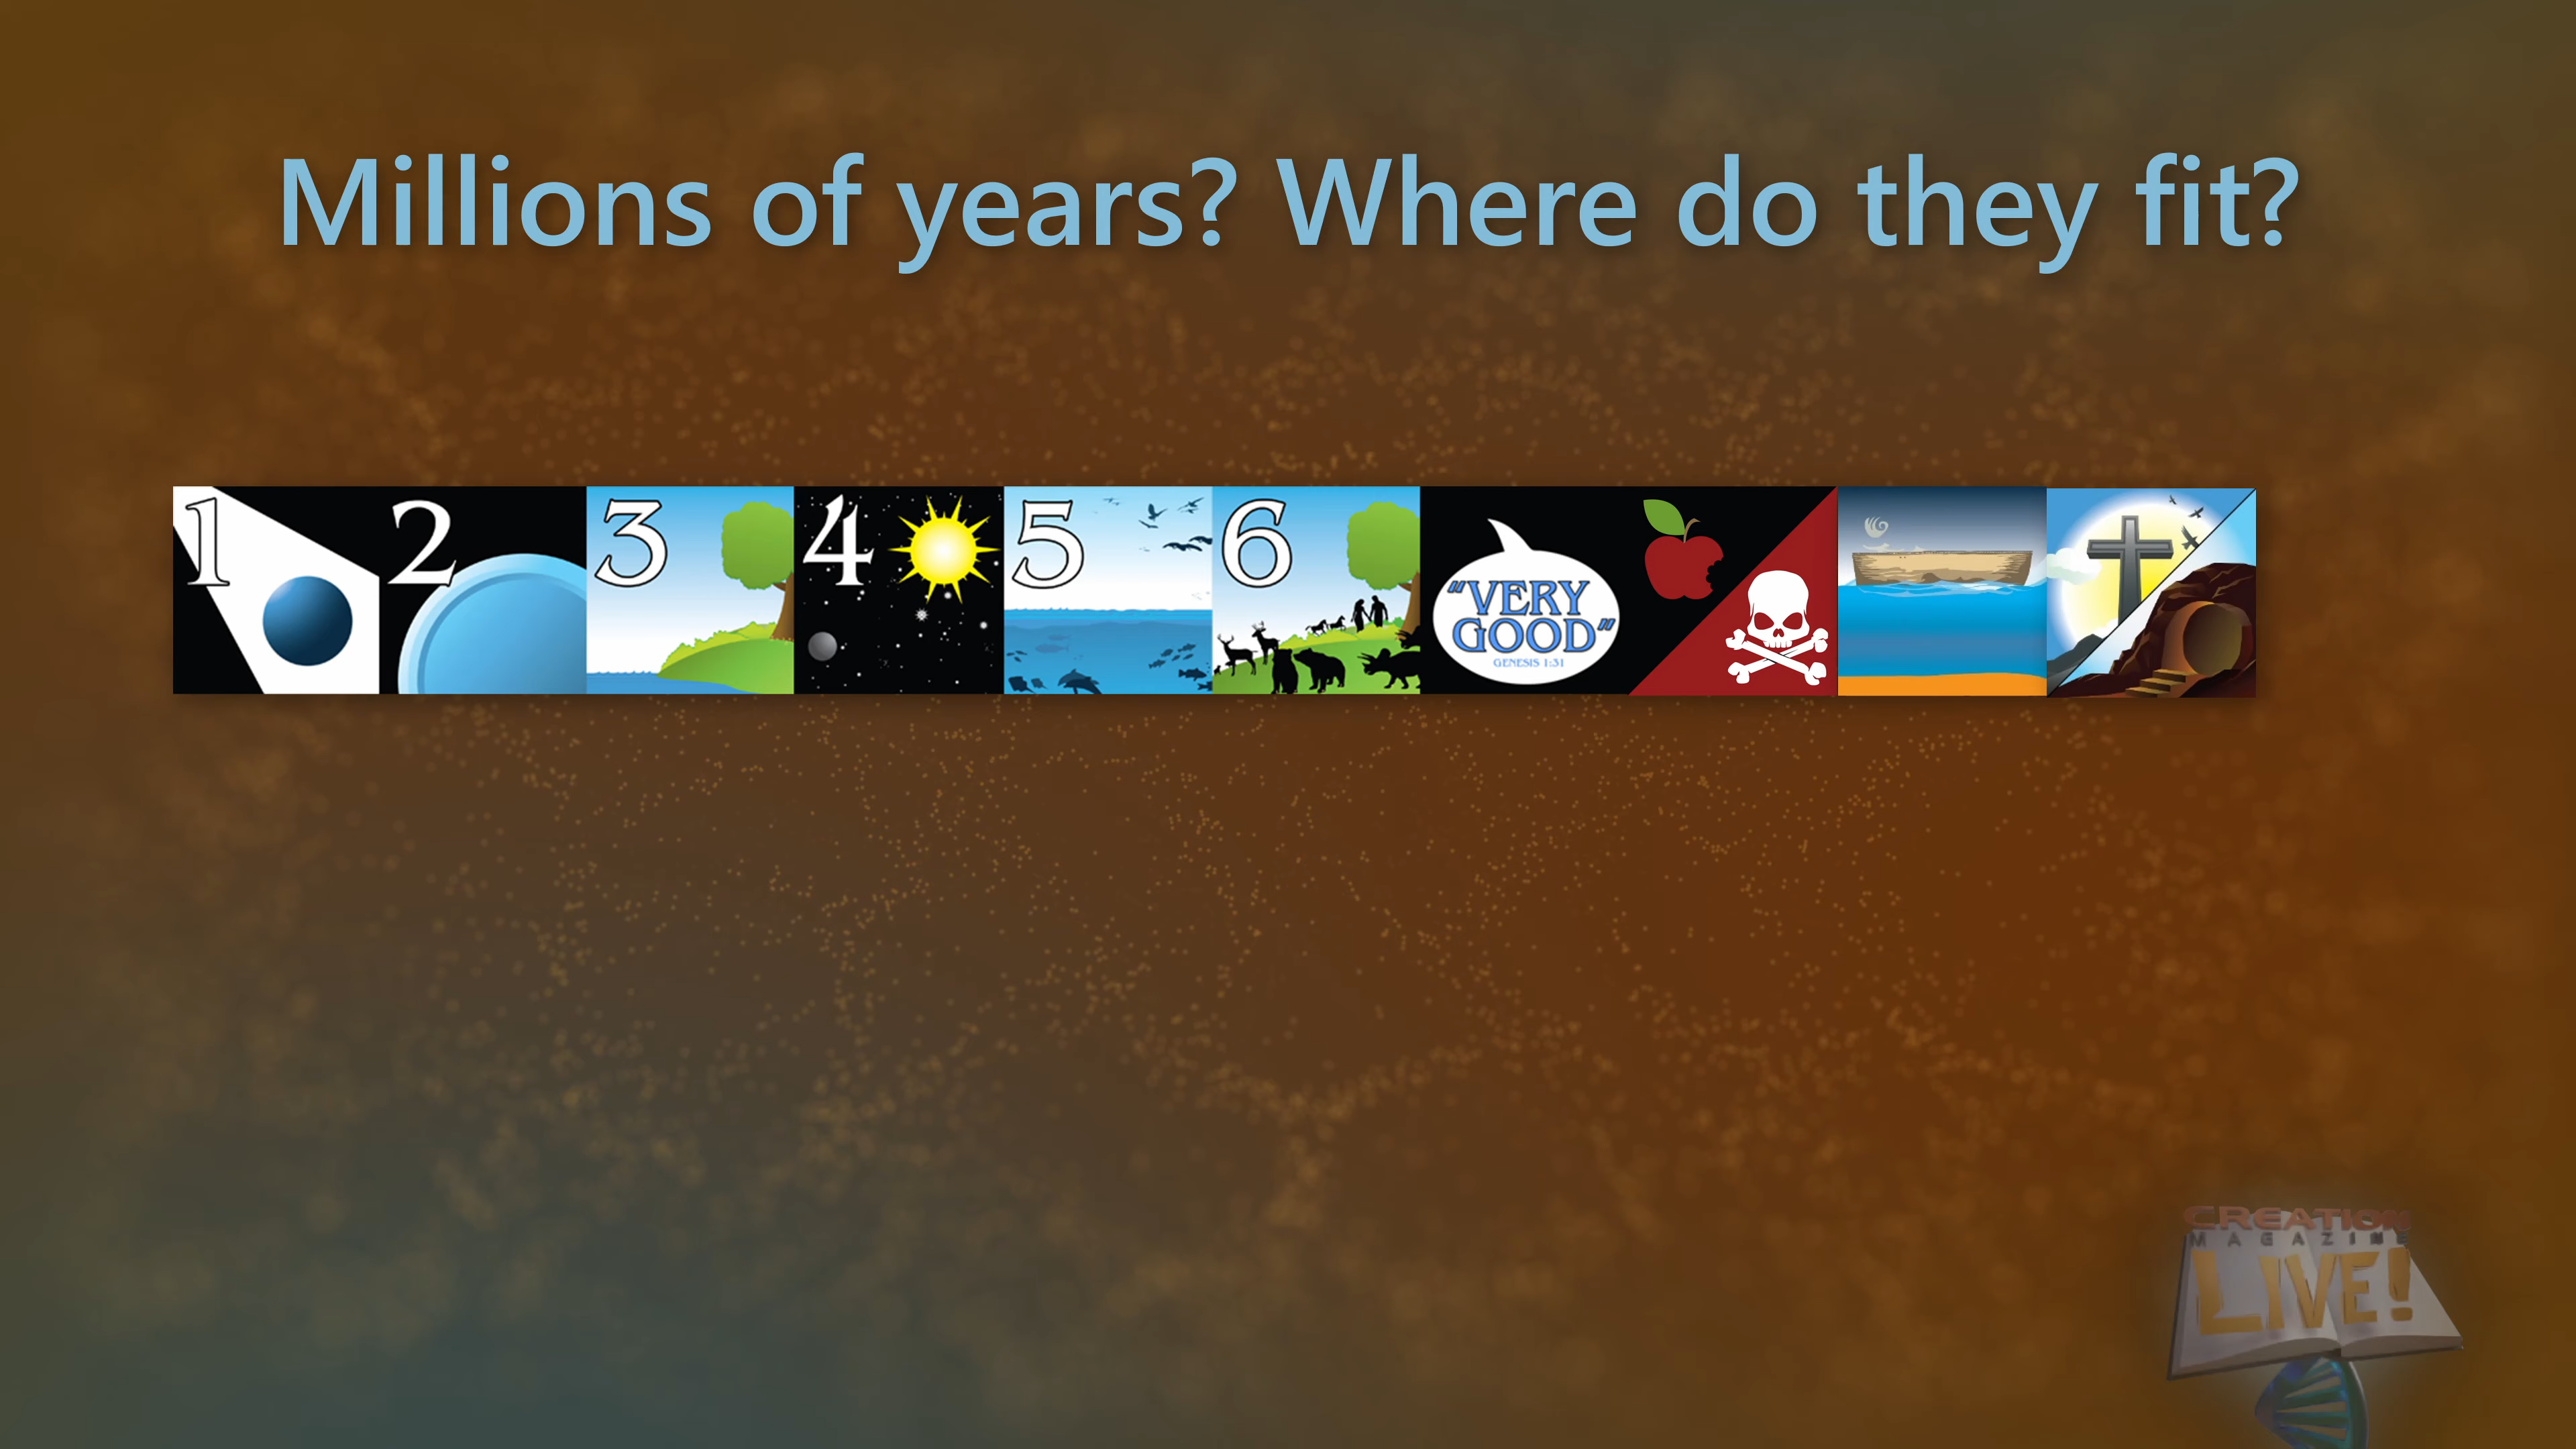 Millions of years? Where do they fit?
1 2 3 4 5 6
"VERY
GOOD"
GENESIS 1:31
CREATION
MAGAZINE
LIVE!